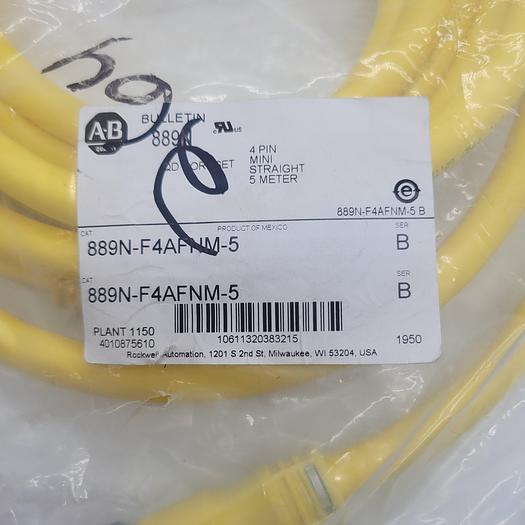 A-B
BULLETIN
889N
UL US
4 PIN
MINI
STRAIGHT
5 METER
889N-F4AFNM-5 B
PRODUCT OF MEXICO
CAT
SER
889N-F4AFNM-5
B
CAT
SER
889N-F4AFNM-5
B
PLANT 1150
4010875610
10611320383215
1950
Rockwell Automation, 1201 S 2nd St, Milwaukee, WI 53204, USA